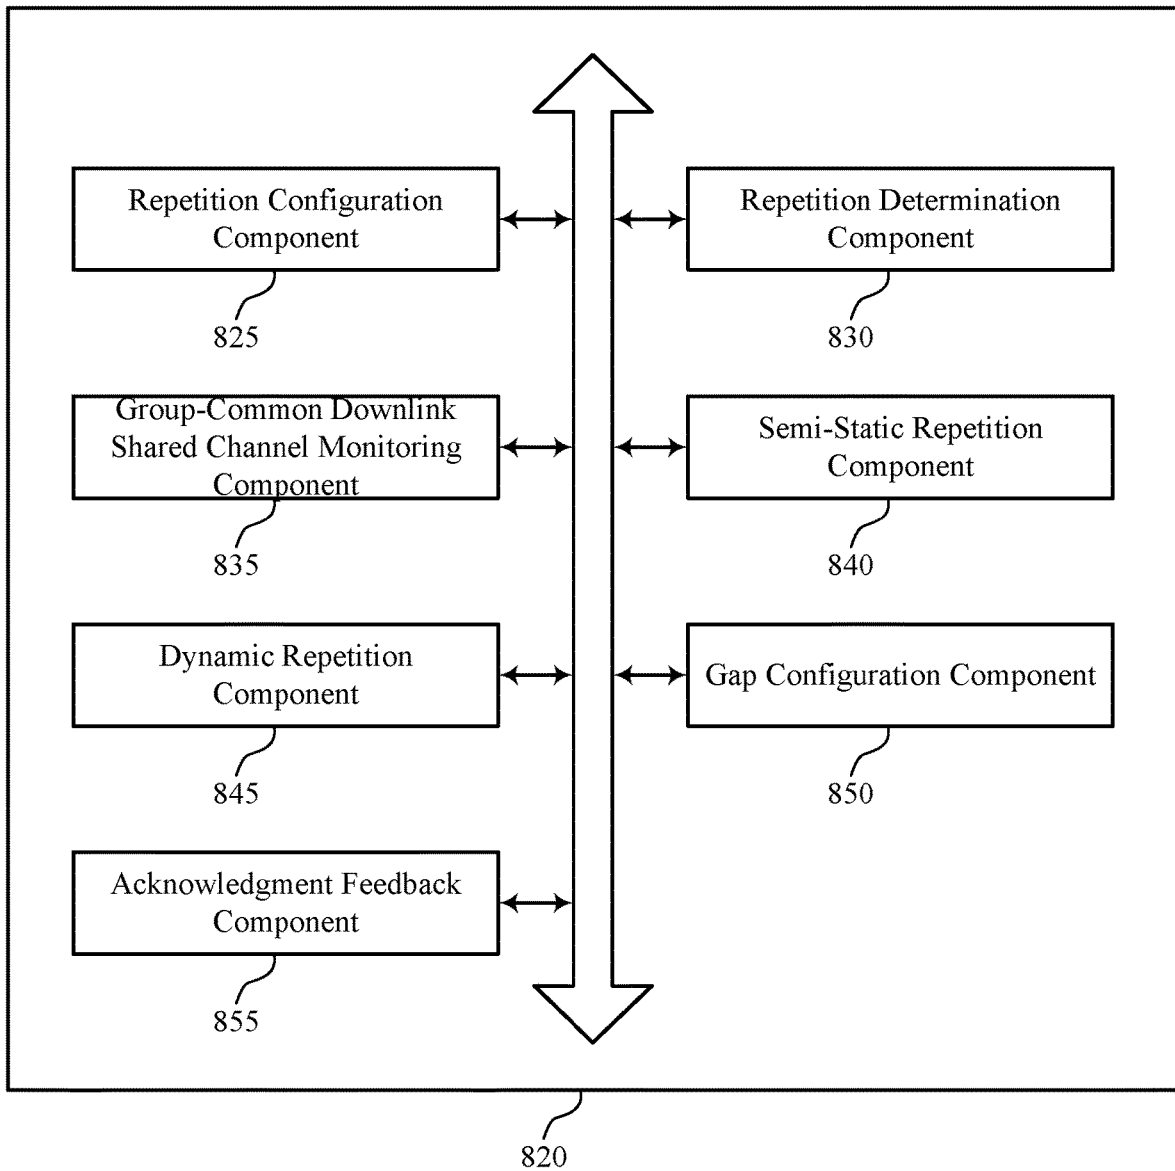 Repetition Configuration
Component
825
Repetition Determination
Component
830
Group-Common Downlink
Shared Channel Monitoring
Component
835
Semi-Static Repetition
Component
840
Dynamic Repetition
Component
845
Gap Configuration Component
850
Acknowledgment Feedback
Component
855
820